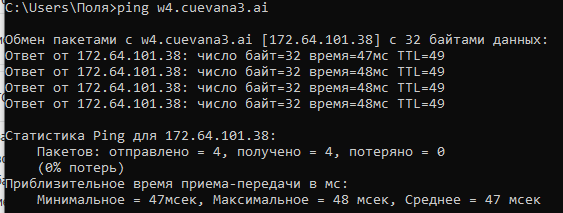 C:\Users\Поля>ping w4.cuevana3.ai
Обмен пакетами с w4.cuevana3.ai [172.64.101.38] с 32 байтами данных:
Ответ от 172.64.101.38: число байт=32 время=47мс TTL=49
Ответ от 172.64.101.38: число байт=32 время=48мс TTL=49
Ответ от 172.64.101.38: число байт=32 время=48мс TTL=49
Ответ от 172.64.101.38: число байт=32 время=48мс TTL=49
Статистика Ping для 172.64.101.38:
Пакетов: отправлено = 4, получено = 4, потеряно = 0
(0% потерь)
Приблизительное время приема-передачи в мс:
Минимальное = 47мсек, Максимальное = 48 мсек, Среднее = 47 мсек